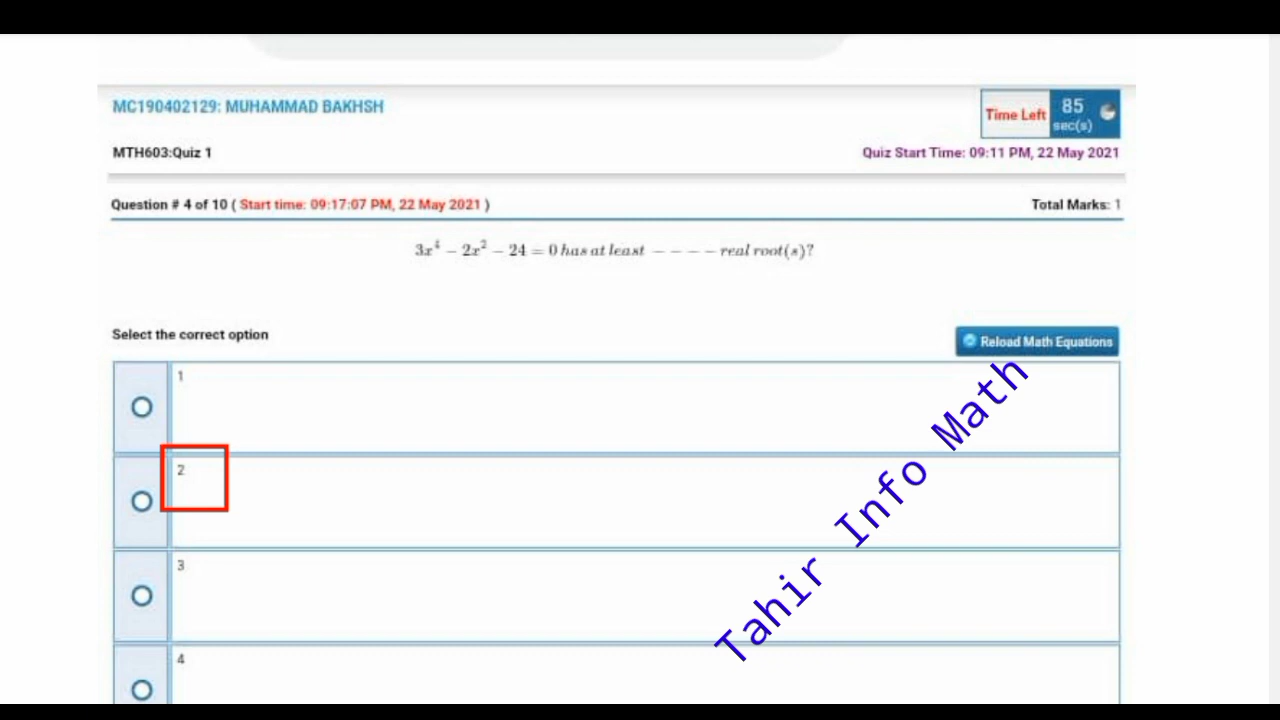 MC190402129: MUHAMMAD BAKHSH
Time Left 85 sec(s)
MTH603:Quiz 1
Quiz Start Time: 09:11 PM, 22 May 2021
Question # 4 of 10 ( Start time: 09:17:07 PM, 22 May 2021 )
Total Marks: 1
3x⁴ − 2x² − 24 = 0 has at least − − − − real root(s)?
Select the correct option
Reload Math Equations
1
2
3
4
Tahir Info Math